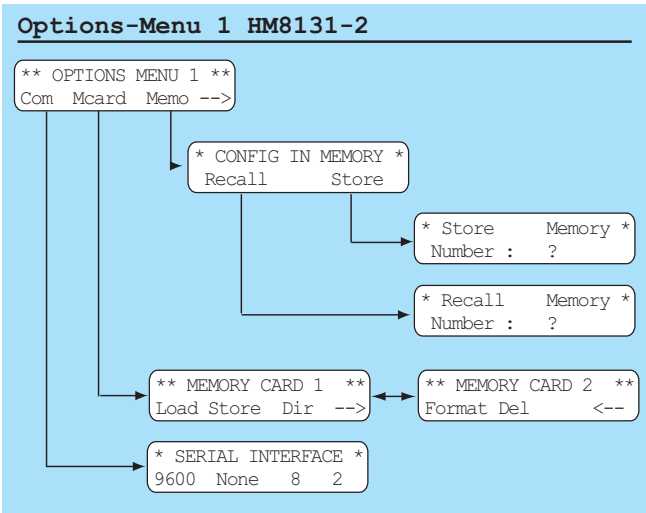 Options-Menu 1 HM8131-2
** OPTIONS MENU 1 **
Com Mcard Memo -->
* CONFIG IN MEMORY *
Recall Store
* Store Memory *
Number : ?
* Recall Memory *
Number : ?
** MEMORY CARD 1 **
Load Store Dir -->
** MEMORY CARD 2 **
Format Del <--
* SERIAL INTERFACE *
9600 None 8 2